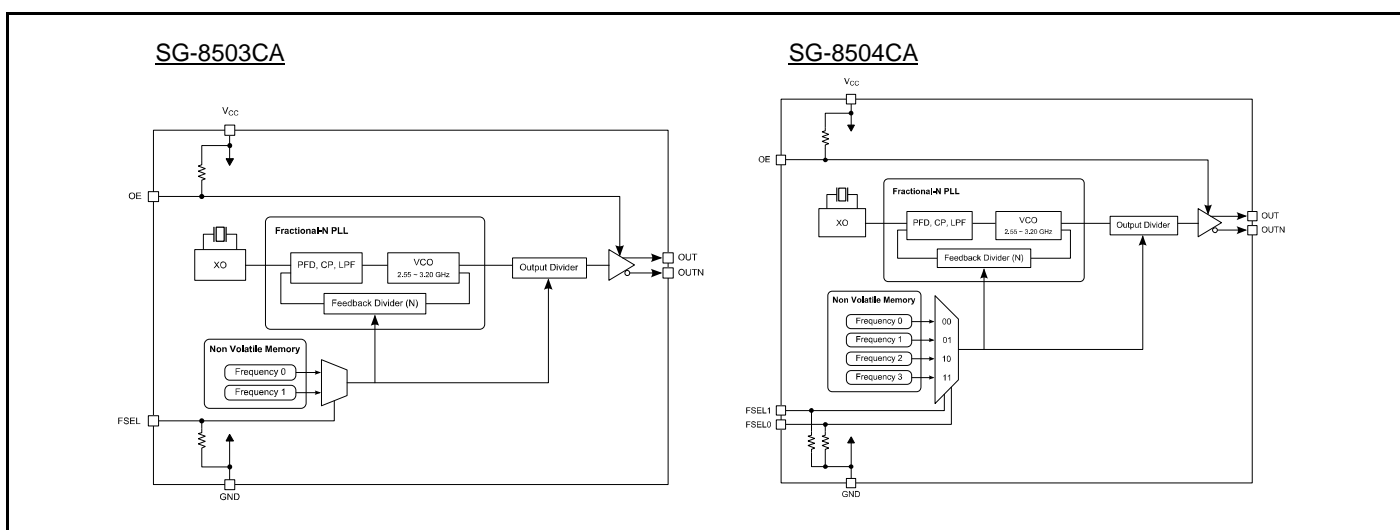 SG-8503CA
VCC
OE
Fractional-N PLL
XO
PFD, CP, LPF
VCO
2.55 ~ 3.20 GHz
Output Divider
OUT
OUTN
Feedback Divider (N)
Non Volatile Memory
Frequency 0
Frequency 1
FSEL
GND
SG-8504CA
VCC
OE
Fractional-N PLL
XO
PFD, CP, LPF
VCO
2.55 ~ 3.20 GHz
Output Divider
OUT
OUTN
Feedback Divider (N)
Non Volatile Memory
Frequency 0
00
Frequency 1
01
Frequency 2
10
Frequency 3
11
FSEL1
FSEL0
GND